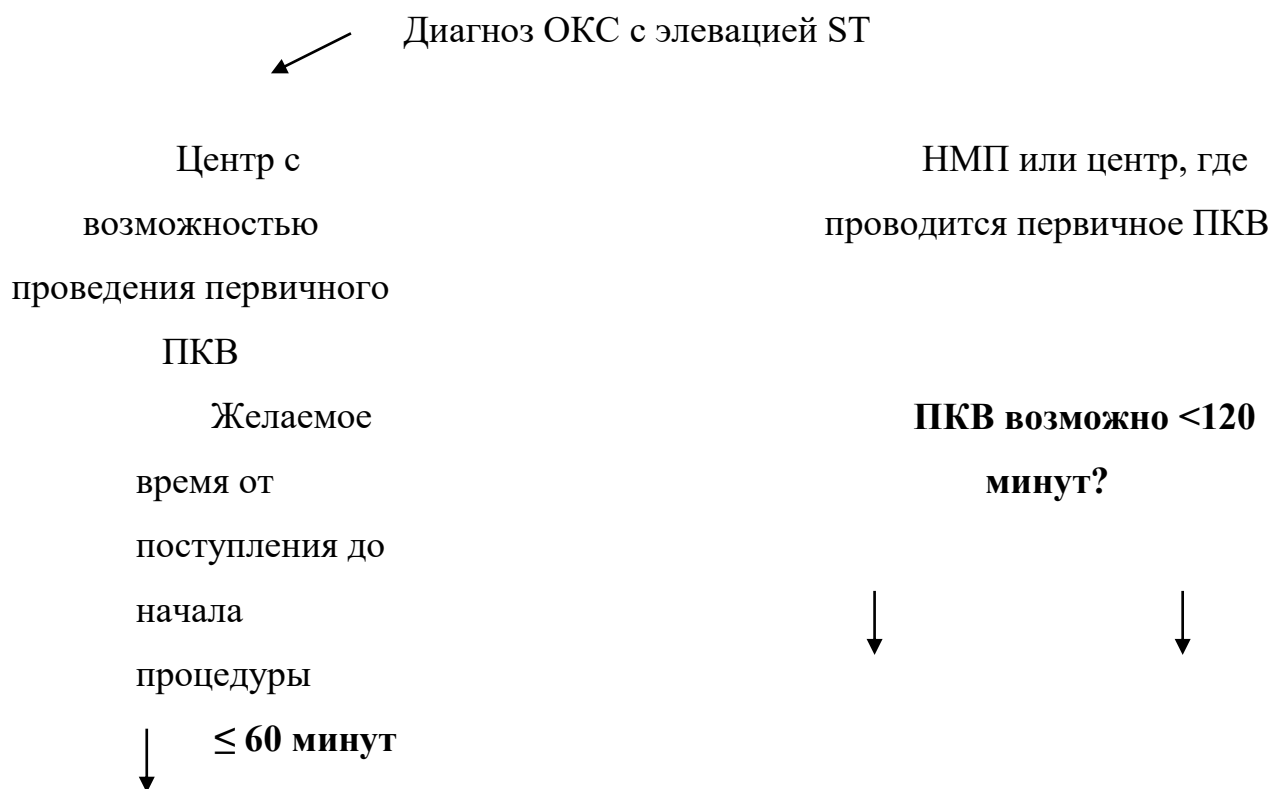 Диагноз ОКС с элевацией ST
Центр с
возможностью
проведения первичного
ПКВ
Желаемое
время от
поступления до
начала
процедуры
≤ 60 минут
НМП или центр, где
проводится первичное ПКВ
ПКВ возможно <120
минут?